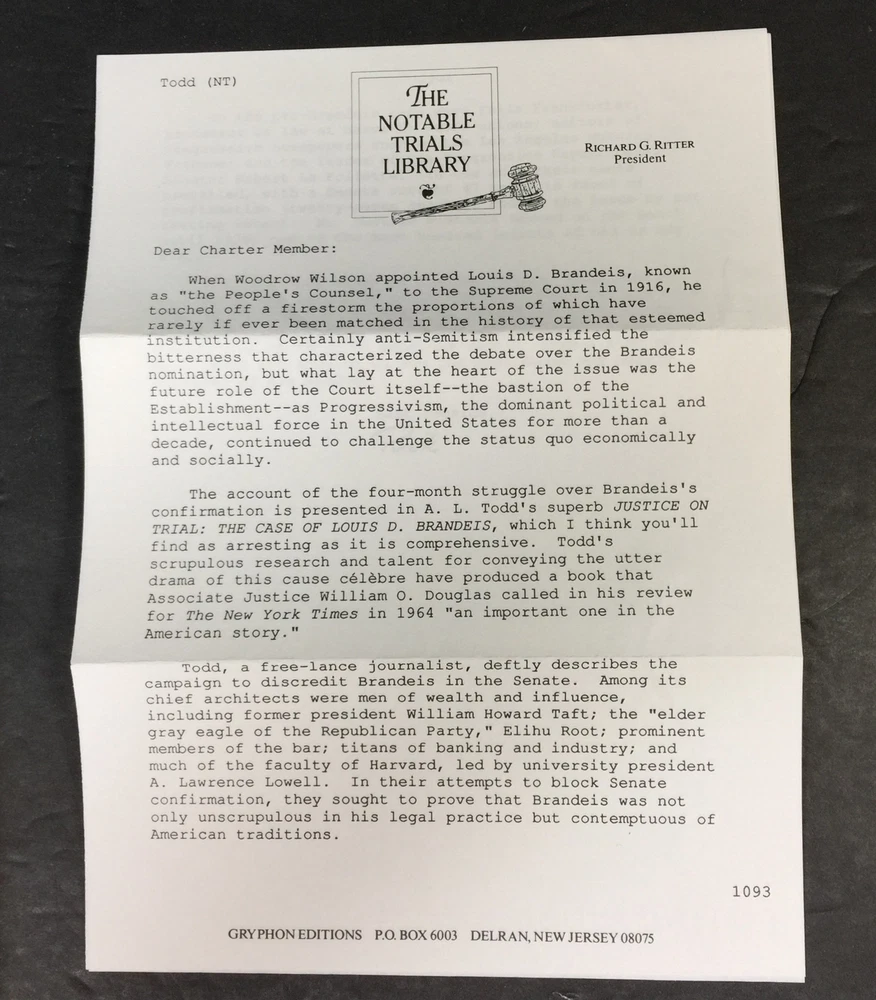 Todd (NT)
THE
NOTABLE
TRIALS
LIBRARY
RICHARD G. RITTER
President
Dear Charter Member:
When Woodrow Wilson appointed Louis D. Brandeis, known
as "the People's Counsel," to the Supreme Court in 1916, he
touched off a firestorm the proportions of which have
rarely if ever been matched in the history of that esteemed
institution. Certainly anti-Semitism intensified the
bitterness that characterized the debate over the Brandeis
nomination, but what lay at the heart of the issue was the
future role of the Court itself--the bastion of the
Establishment--as Progressivism, the dominant political and
intellectual force in the United States for more than a
decade, continued to challenge the status quo economically
and socially.
The account of the four-month struggle over Brandeis's
confirmation is presented in A. L. Todd's superb JUSTICE ON
TRIAL: THE CASE OF LOUIS D. BRANDEIS, which I think you'll
find as arresting as it is comprehensive. Todd's
scrupulous research and talent for conveying the utter
drama of this cause célèbre have produced a book that
Associate Justice William O. Douglas called in his review
for The New York Times in 1964 "an important one in the
American story."
Todd, a free-lance journalist, deftly describes the
campaign to discredit Brandeis in the Senate. Among its
chief architects were men of wealth and influence,
including former president William Howard Taft; the "elder
gray eagle of the Republican Party," Elihu Root; prominent
members of the bar; titans of banking and industry; and
much of the faculty of Harvard, led by university president
A. Lawrence Lowell. In their attempts to block Senate
confirmation, they sought to prove that Brandeis was not
only unscrupulous in his legal practice but contemptuous of
American traditions.
1093
GRYPHON EDITIONS P.O. BOX 6003 DELRAN, NEW JERSEY 08075